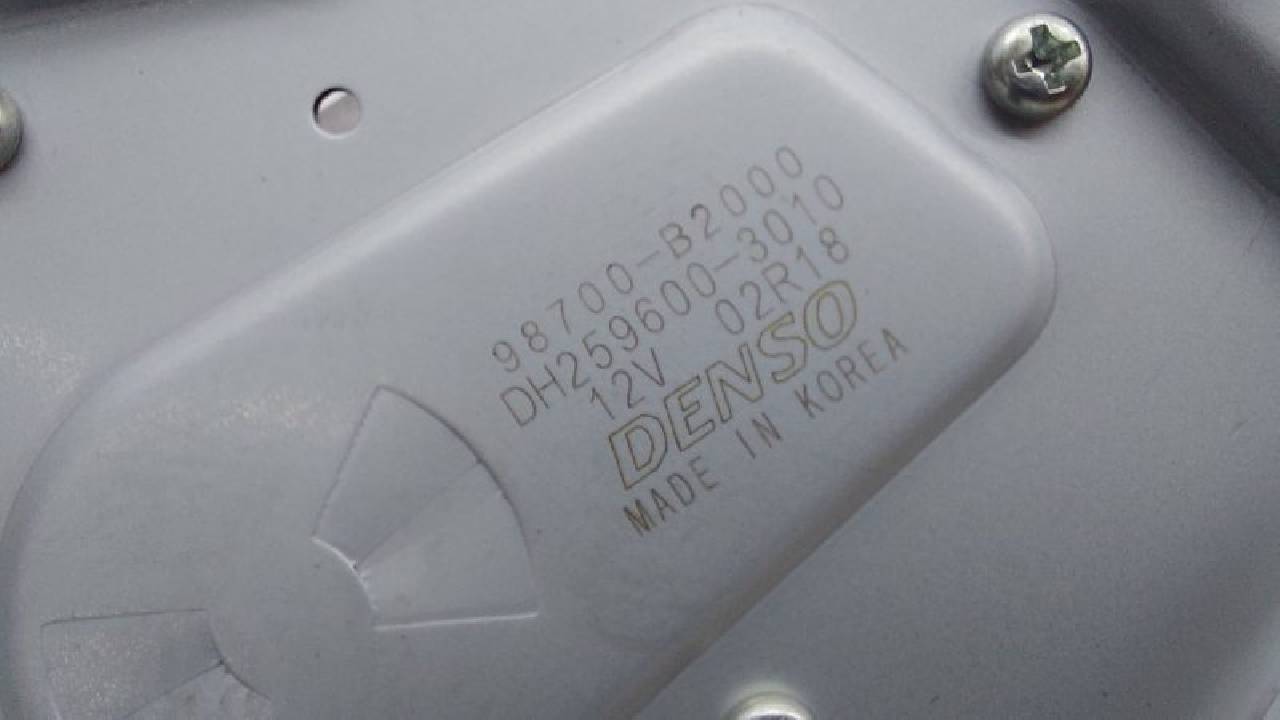 98700-B2000
DH259600-3010
12V 02R18
DENSO
MADE IN KOREA